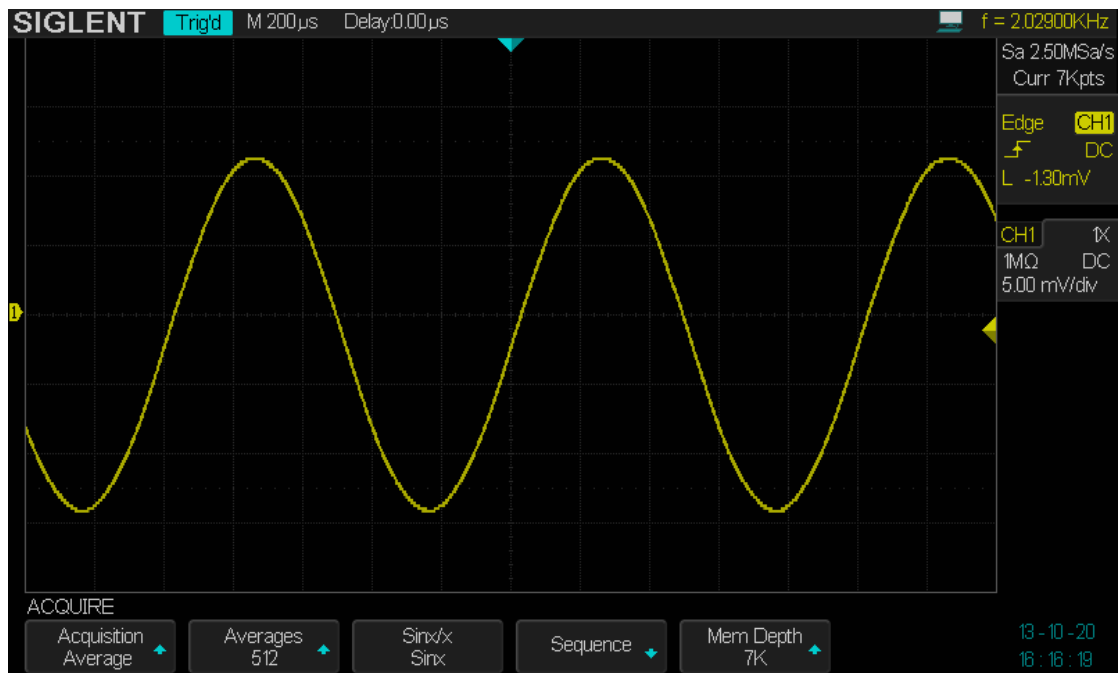 SIGLENT Trig'd M 200µs Delay:0.00µs f = 2.02900KHz
Sa 2.50MSa/s
Curr 7Kpts
Edge CH1
DC
L -1.30mV
CH1 1X
1MΩ DC
5.00 mV/div
1
ACQUIRE
Acquisition
Average
Averages
512
Sinx/x
Sinx
Sequence
Mem Depth
7K
13-10-20
16:16:19